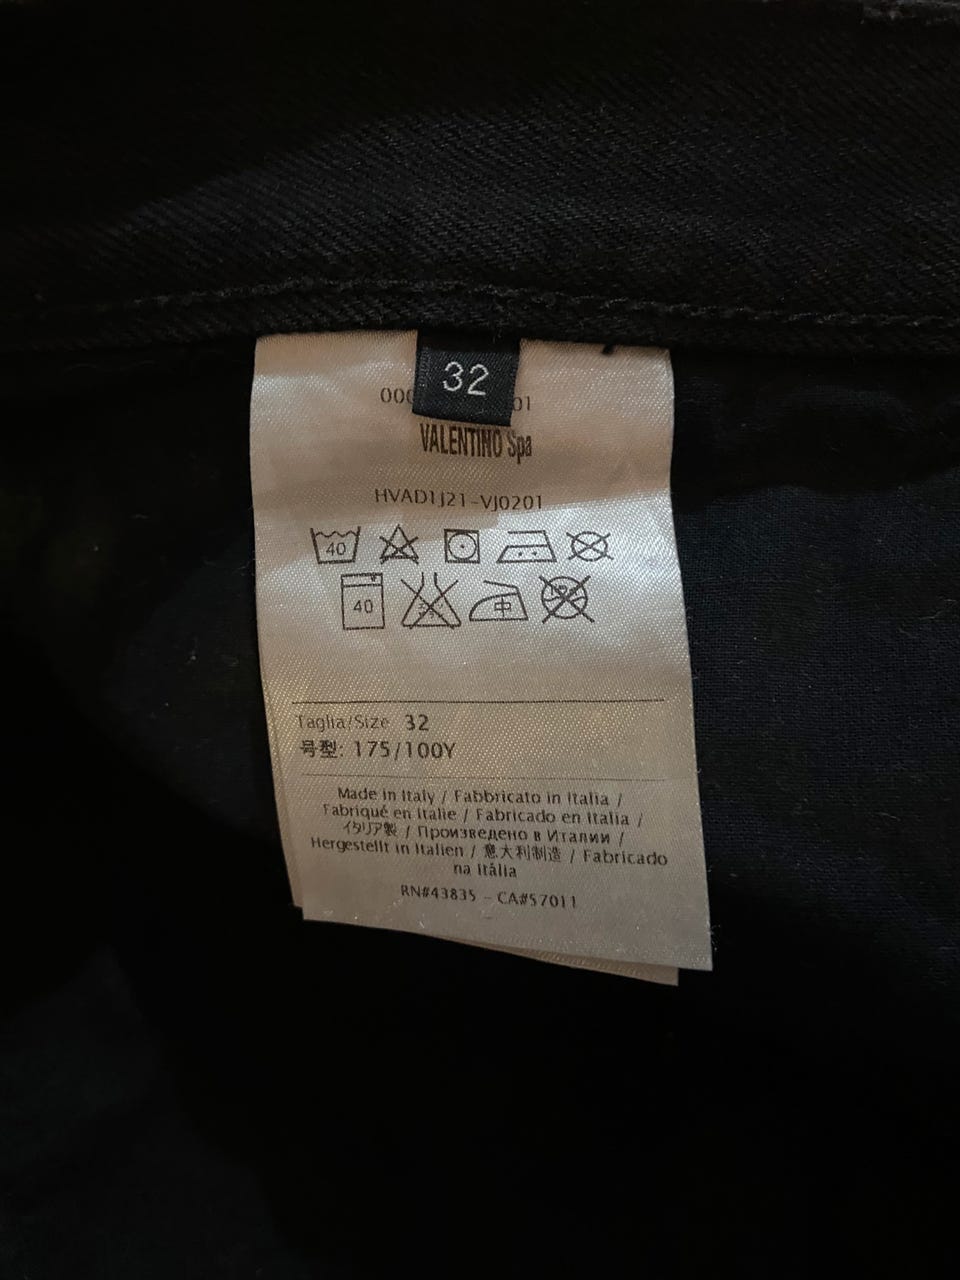 32
000
01
VALENTINO Spa
HVAD1J21-VJ0201
40
40 中
Taglia/Size 32
号型: 175/100Y
Made in Italy / Fabbricato in Italia /
Fabriqué en Italie / Fabricado en Italia /
イタリア製 / Произведено в Италии /
Hergestellt in Italien / 意大利制造 / Fabricado
na Itália
RN#43835 - CA#57011